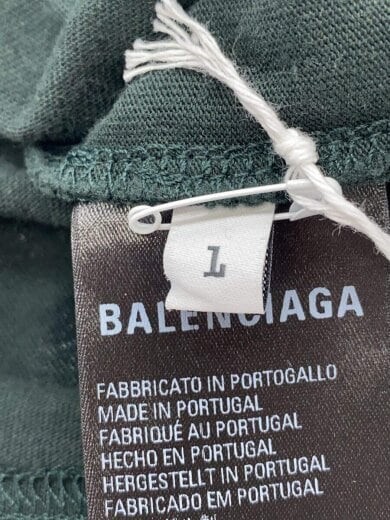 L
BALENCIAGA
FABBRICATO IN PORTOGALLO
MADE IN PORTUGAL
FABRIQUÉ AU PORTUGAL
HECHO EN PORTUGAL
HERGESTELLT IN PORTUGAL
FABRICADO EM PORTUGAL